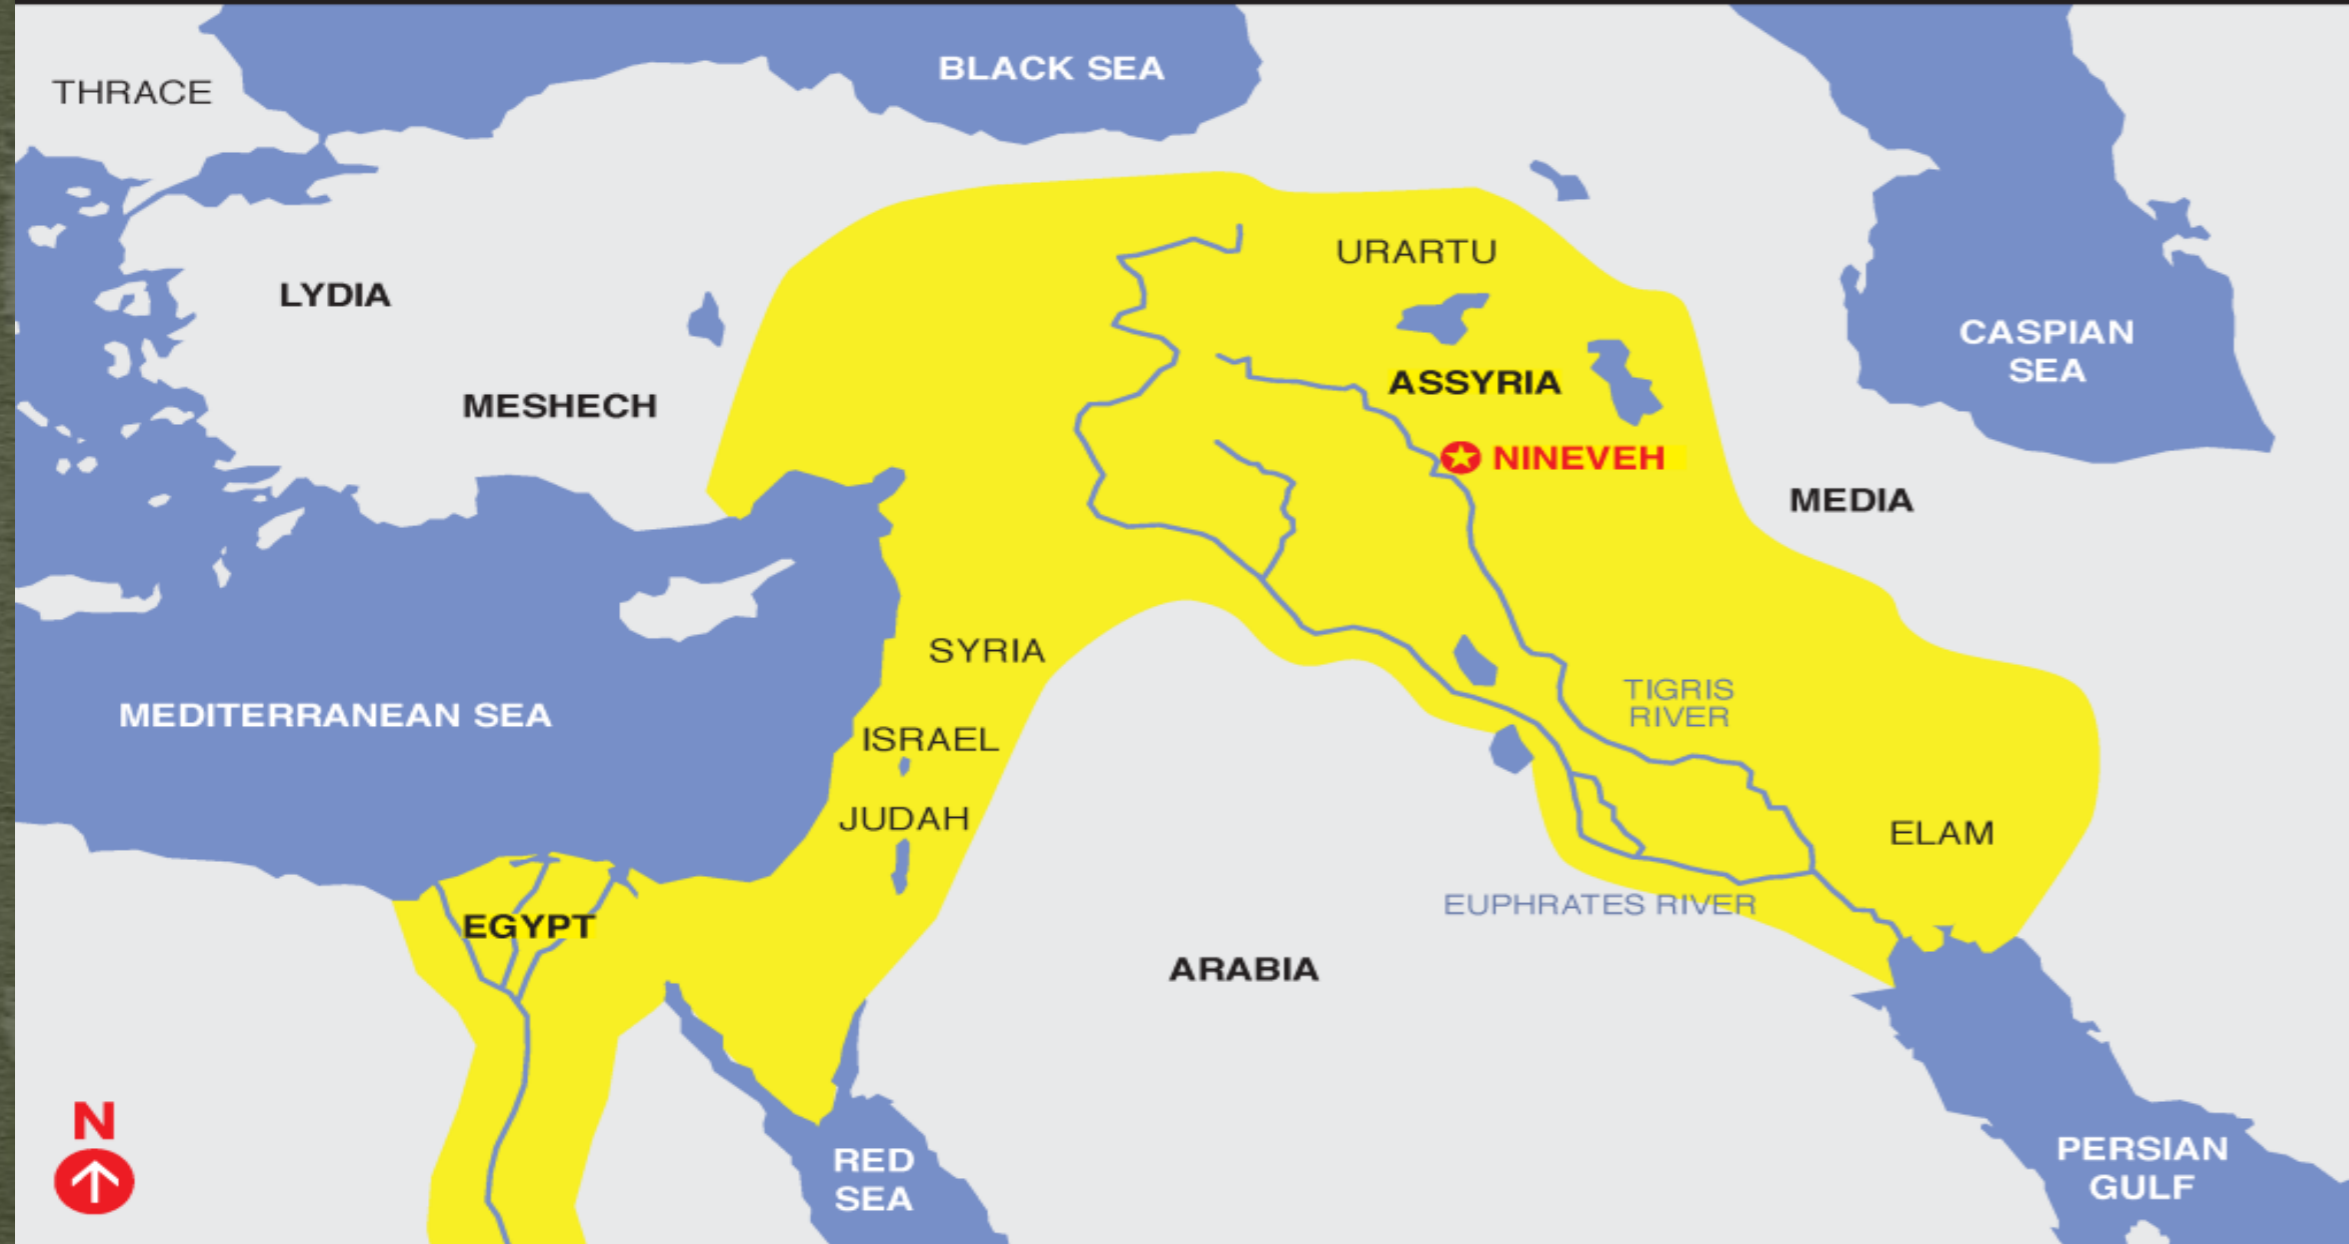 BLACK SEA
THRACE
URARTU
LYDIA
CASPIAN
SEA
ASSYRIA
MESHECH
NINEVEH
MEDIA
SYRIA
TIGRIS
RIVER
MEDITERRANEAN SEA
ISRAEL
JUDAH
ELAM
EUPHRATES RIVER
EGYPT
ARABIA
N
RED
SEA
PERSIAN
GULF